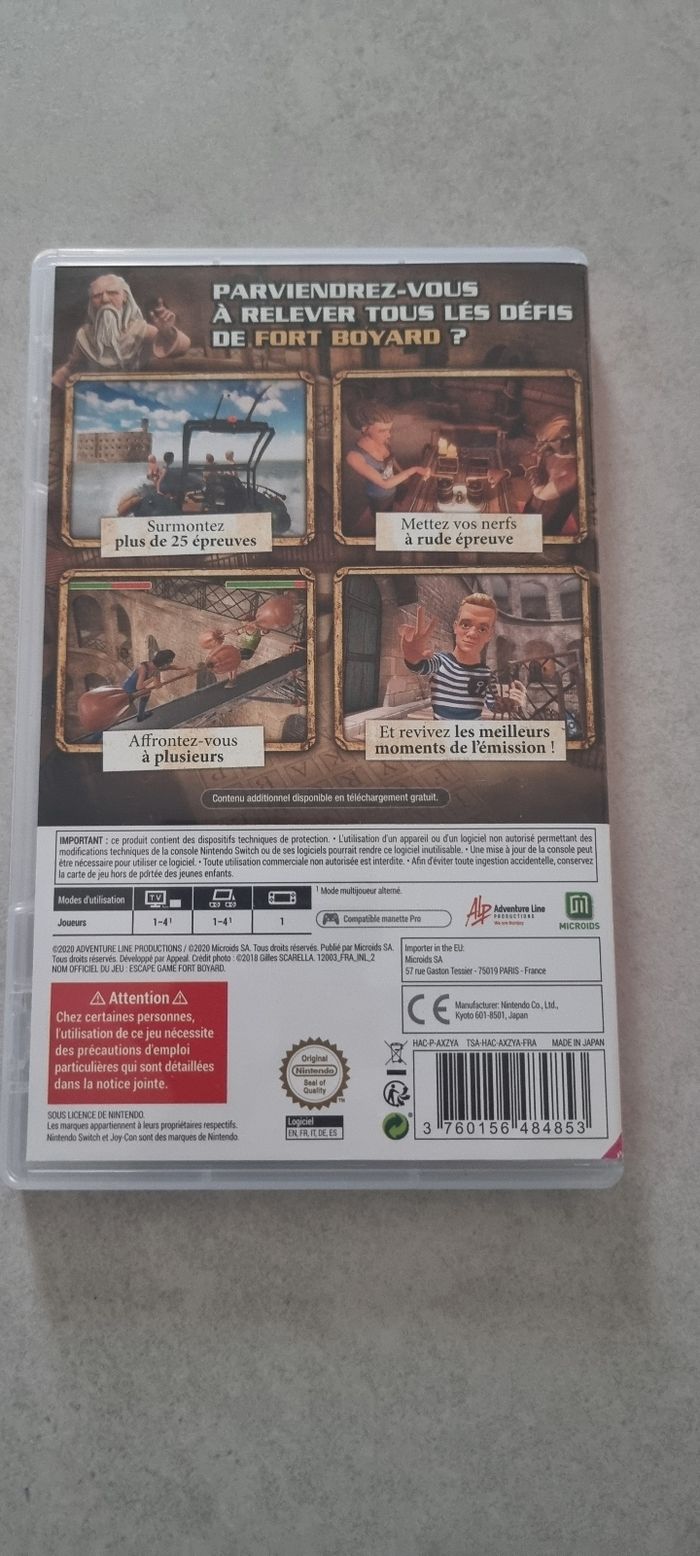 PARVIENDREZ-VOUS
À RELEVER TOUS LES DÉFIS
DE FORT BOYARD ?
Surmontez
plus de 25 épreuves
Mettez vos nerfs
à rude épreuve
Affrontez-vous
à plusieurs
Et revivez les meilleurs
moments de l'émission !
Contenu additionnel disponible en téléchargement gratuit.
IMPORTANT : ce produit contient des dispositifs techniques de protection. • L'utilisation d'un appareil ou d'un logiciel non autorisé permettant des
modifications techniques de la console Nintendo Switch ou de ses logiciels pourrait rendre ce logiciel inutilisable. • Une mise à jour de la console peut
être nécessaire pour utiliser ce logiciel. • Toute utilisation commerciale non autorisée est interdite. • Afin d'éviter toute ingestion accidentelle, conservez
la carte de jeu hors de portée des jeunes enfants.
Modes d'utilisation
TV
Joueurs
1-4¹
1-4¹
1
¹ Mode multijoueur alterné.
Compatible manette Pro
ALP Adventure Line
PRODUCTIONS
MICROIDS
©2020 ADVENTURE LINE PRODUCTIONS / ©2020 Microids SA. Tous droits réservés. Publié par Microids SA.
Tous droits réservés. Développé par Appeal. Crédit photo : ©2018 Gilles SCARELLA. 12003_FRA_INL_2
NOM OFFICIEL DU JEU : ESCAPE GAME FORT BOYARD.
Importer in the EU:
Microids SA
57 rue Gaston Tessier - 75019 PARIS - France
CE
Manufacturer: Nintendo Co., Ltd.,
Kyoto 601-8501, Japan
Attention
Chez certaines personnes,
l'utilisation de ce jeu nécessite
des précautions d'emploi
particulières qui sont détaillées
dans la notice jointe.
SOUS LICENCE DE NINTENDO.
Les marques appartiennent à leurs propriétaires respectifs.
Nintendo Switch et Joy-Con sont des marques de Nintendo.
Original
Nintendo
Seal of
Quality
TM
Logiciel
EN, FR, IT, DE, ES
HAC-P-AXZYA TSA-HAC-AXZYA-FRA MADE IN JAPAN
3 760156 484853